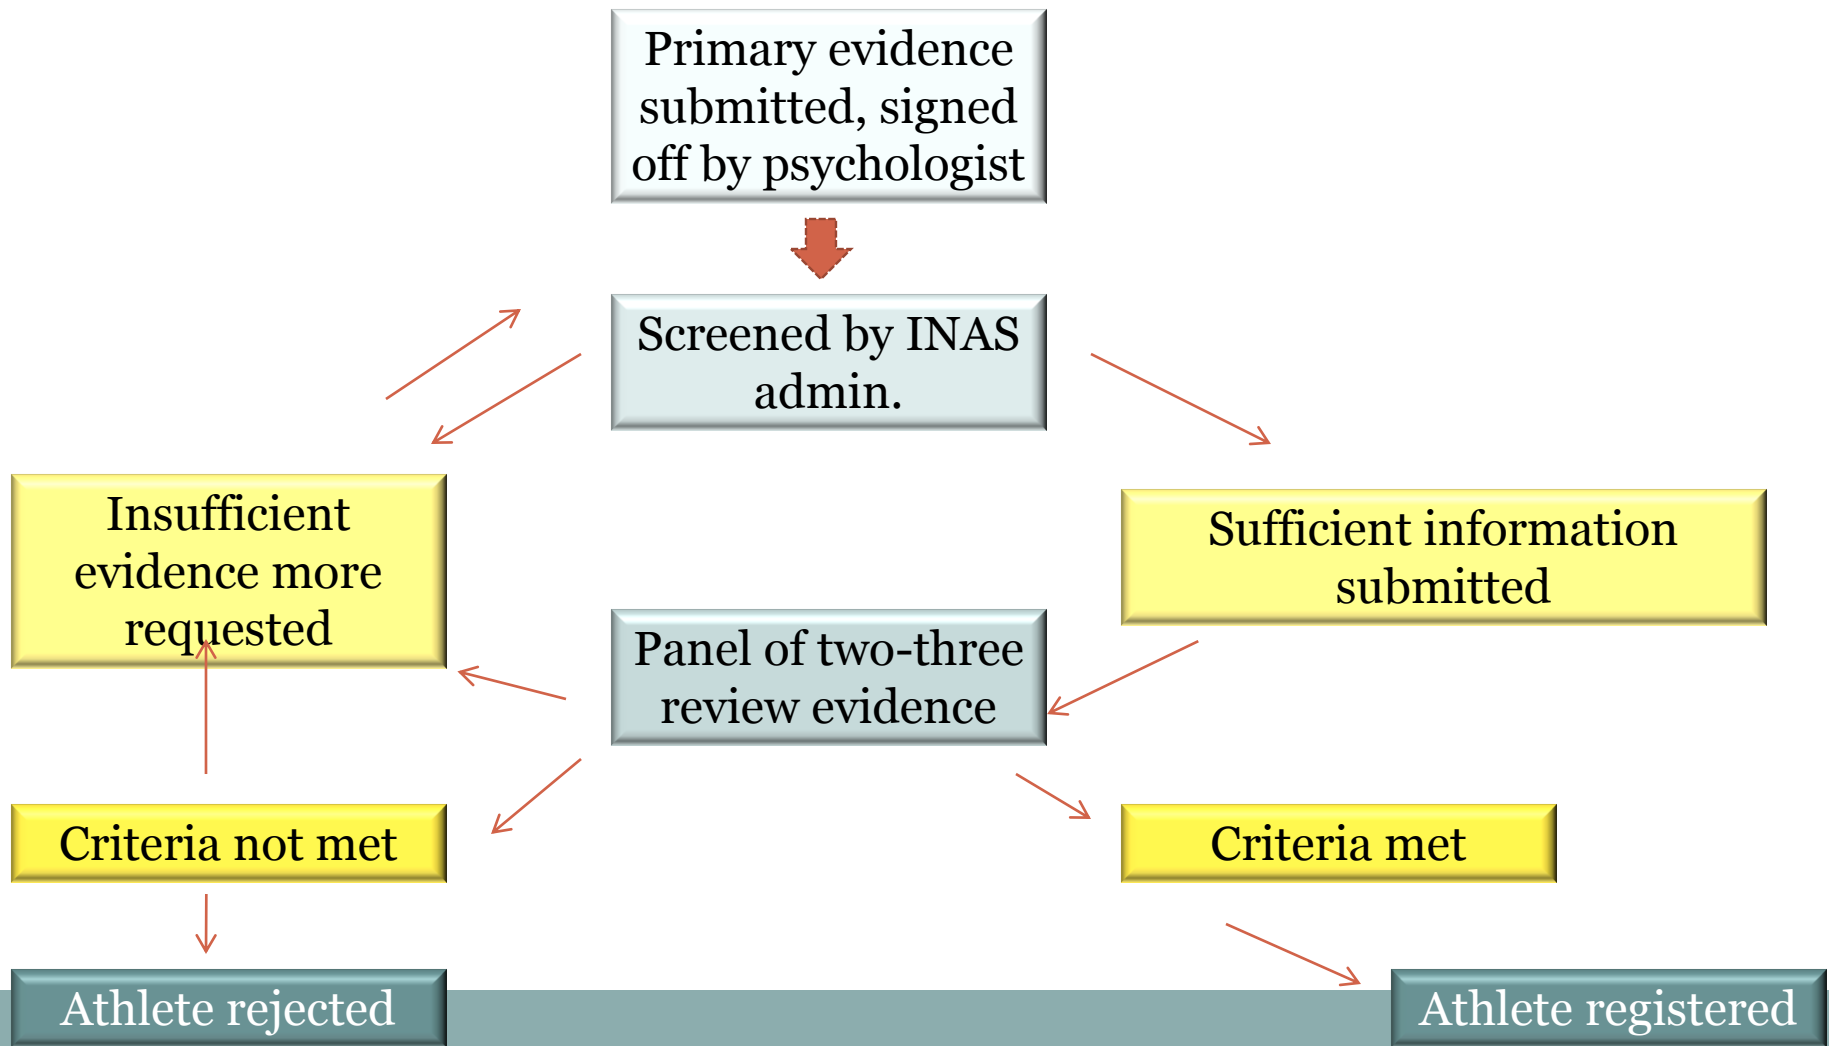 Primary evidence
submitted, signed
off by psychologist
Screened by INAS
admin.
Insufficient
evidence more
requested
Sufficient information
submitted
Panel of two-three
review evidence
Criteria not met
Criteria met
Athlete rejected
Athlete registered